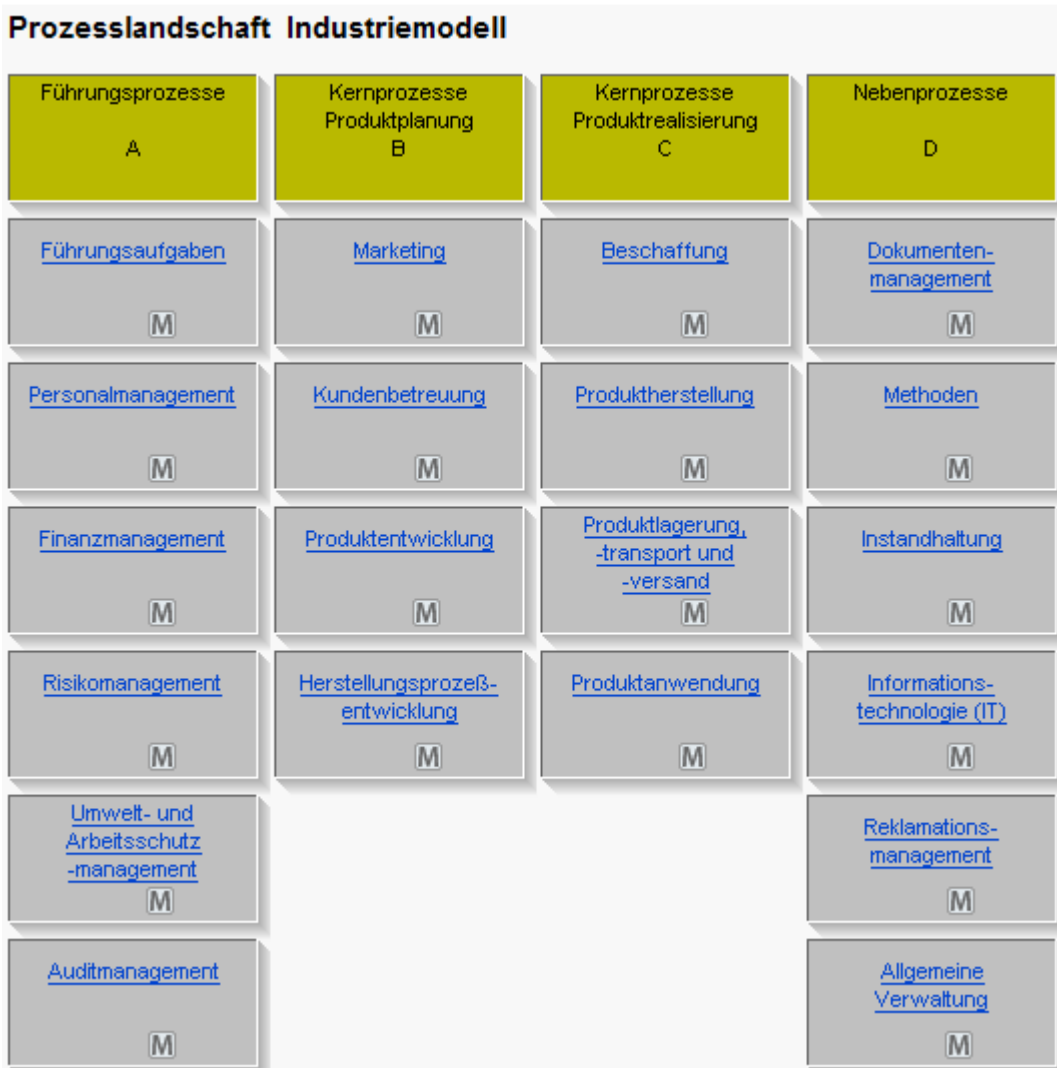 Prozesslandschaft Industriemodell
Führungsprozesse
A
Kernprozesse
Produktplanung
B
Kernprozesse
Produktrealisierung
C
Nebenprozesse
D
Führungsaufgaben
M
Marketing
M
Beschaffung
M
Dokumenten-
management
M
Personalmanagement
M
Kundenbetreuung
M
Produktherstellung
M
Methoden
M
Finanzmanagement
M
Produktentwicklung
M
Produktlagerung,
-transport und
-versand
M
Instandhaltung
M
Risikomanagement
M
Herstellungsprozeß-
entwicklung
M
Produktanwendung
M
Informations-
technologie (IT)
M
Umwelt- und
Arbeitsschutz
-management
M
Reklamations-
management
M
Auditmanagement
M
Allgemeine
Verwaltung
M